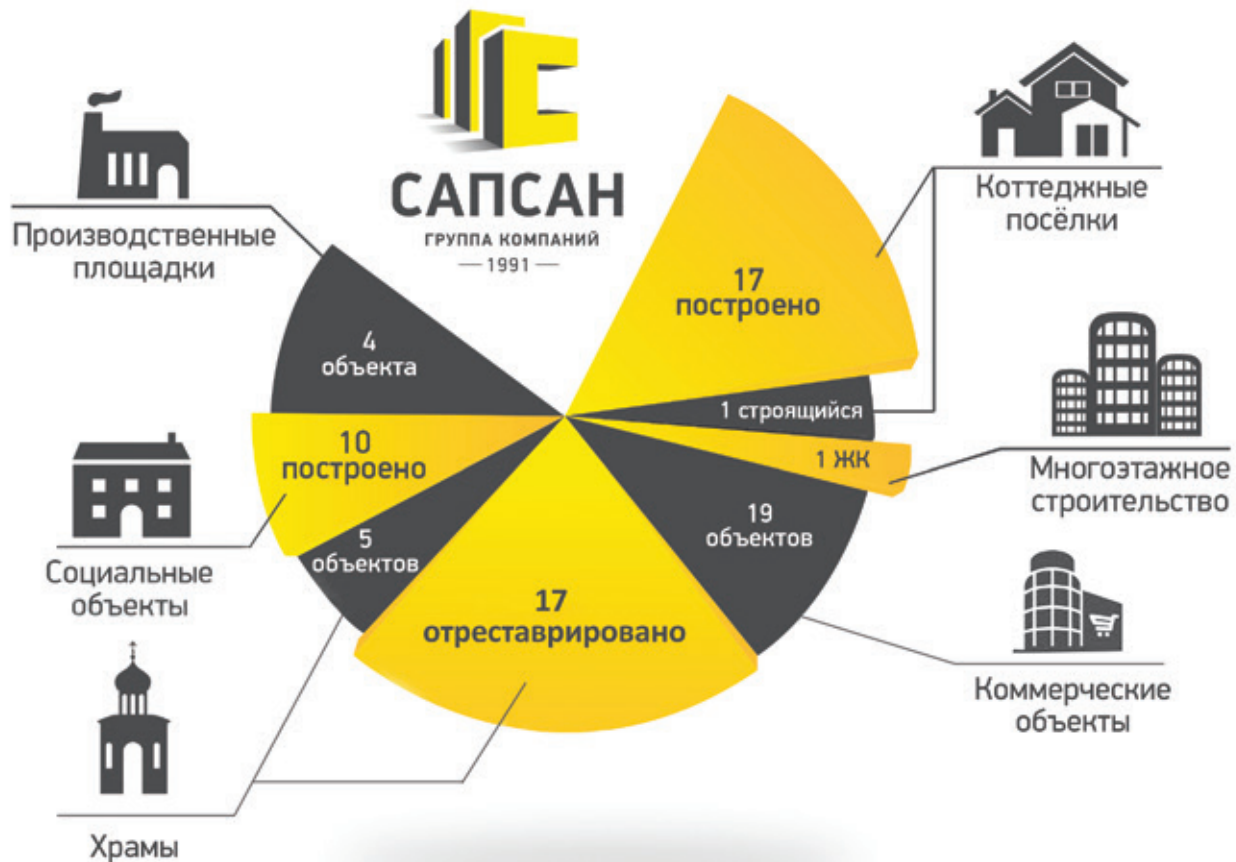 САПСАН
ГРУППА КОМПАНИЙ
— 1991 —
Производственные
площадки
4
объекта
Социальные
объекты
10
построено
Храмы
5
объектов
17
отреставрировано
Коттеджные
посёлки
17
построено
1 строящийся
Многоэтажное
строительство
1 ЖК
Коммерческие
объекты
19
объектов